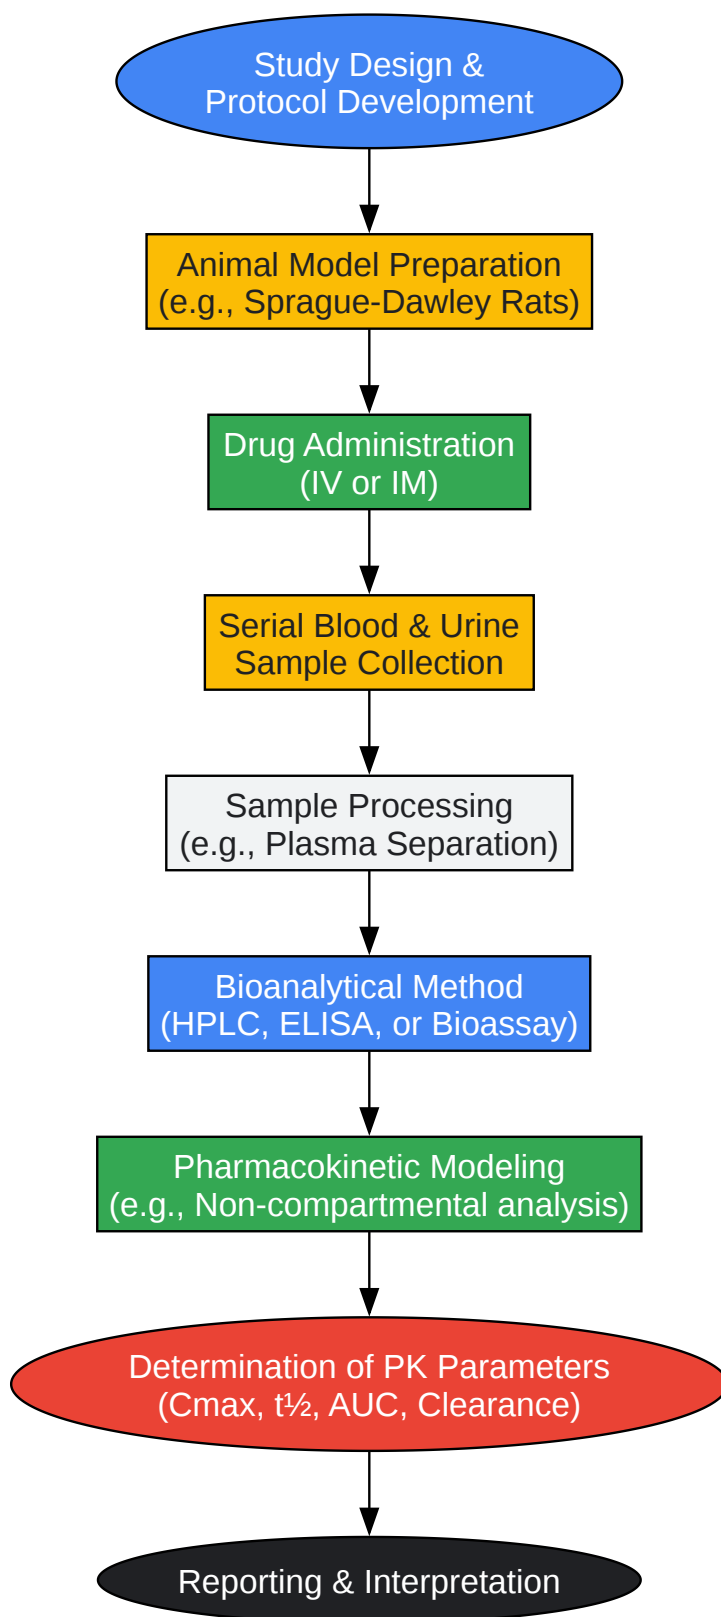 Study Design &
Protocol Development
Animal Model Preparation
(e.g., Sprague-Dawley Rats)
Drug Administration
(IV or IM)
Serial Blood & Urine
Sample Collection
Sample Processing
(e.g., Plasma Separation)
Bioanalytical Method
(HPLC, ELISA, or Bioassay)
Pharmacokinetic Modeling
(e.g., Non-compartmental analysis)
Determination of PK Parameters
(Cmax, t½, AUC, Clearance)
Reporting & Interpretation